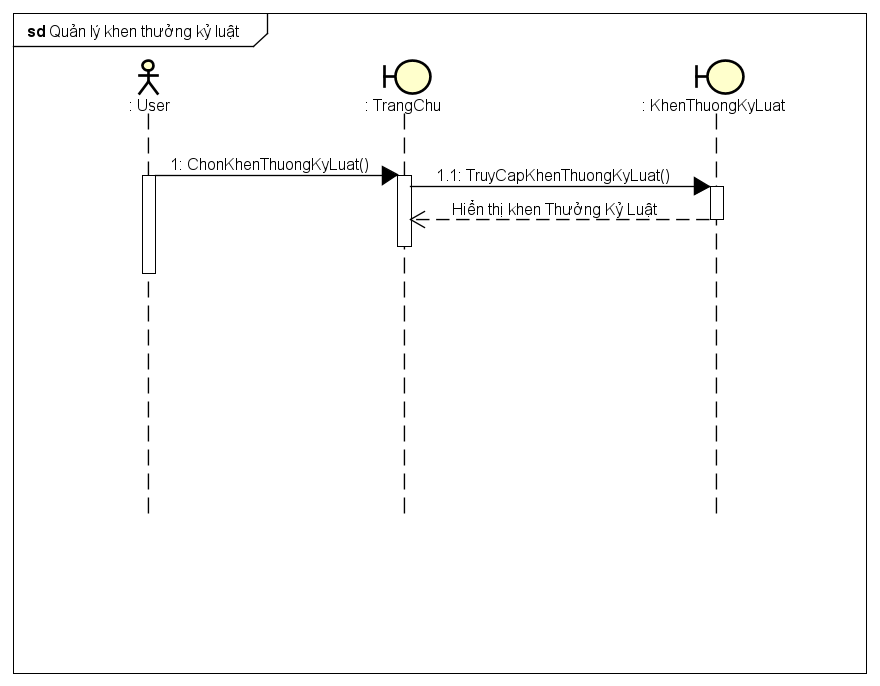 sd Quản lý khen thưởng kỷ luật
: User
: TrangChu
: KhenThuongKyLuat
1: ChonKhenThuongKyLuat()
1.1: TruyCapKhenThuongKyLuat()
Hiển thị khen Thưởng Kỷ Luật